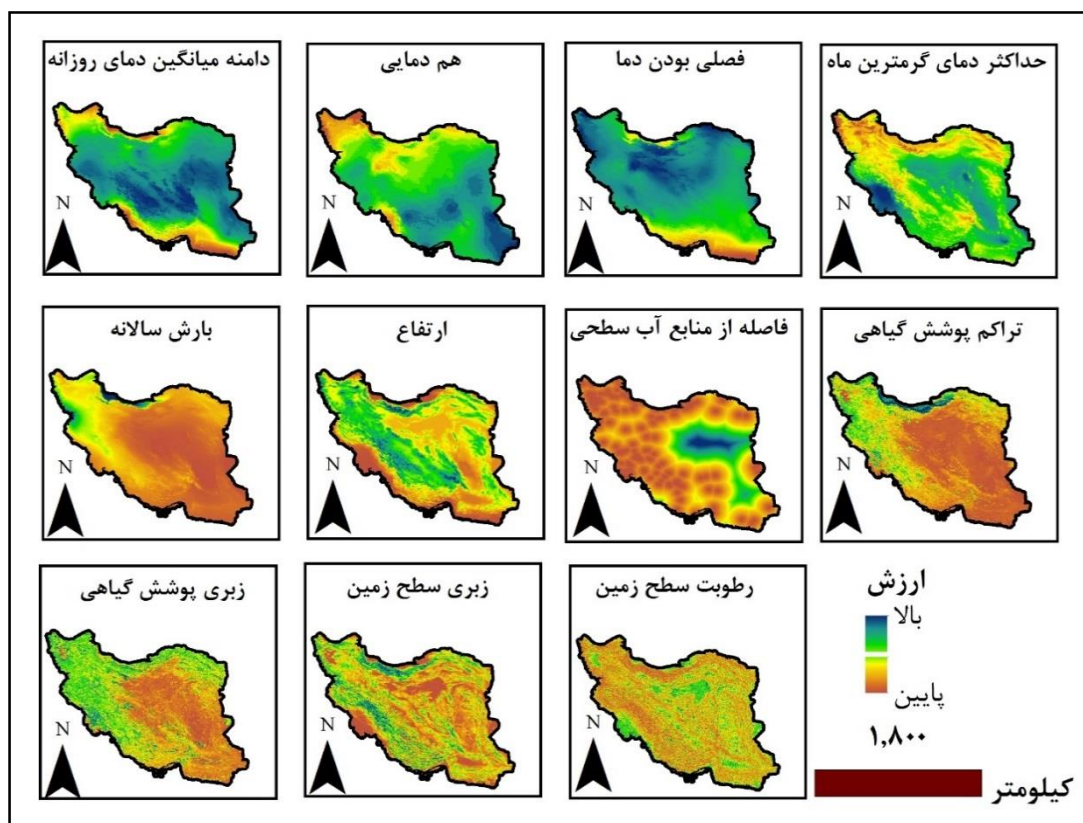 حداکثر دمای گرمترین ماه
فصلی بودن دما
هم دمایی
دامنه میانگین دمای روزانه
N
N
N
N
تراکم پوشش گیاهی
فاصله از منابع آب سطحی
ارتفاع
بارش سالانه
N
N
N
N
رطوبت سطح زمین
زبری سطح زمین
زبری پوشش گیاهی
N
N
N
ارزش
بالا
پایین
۱,۸۰۰
کیلومتر